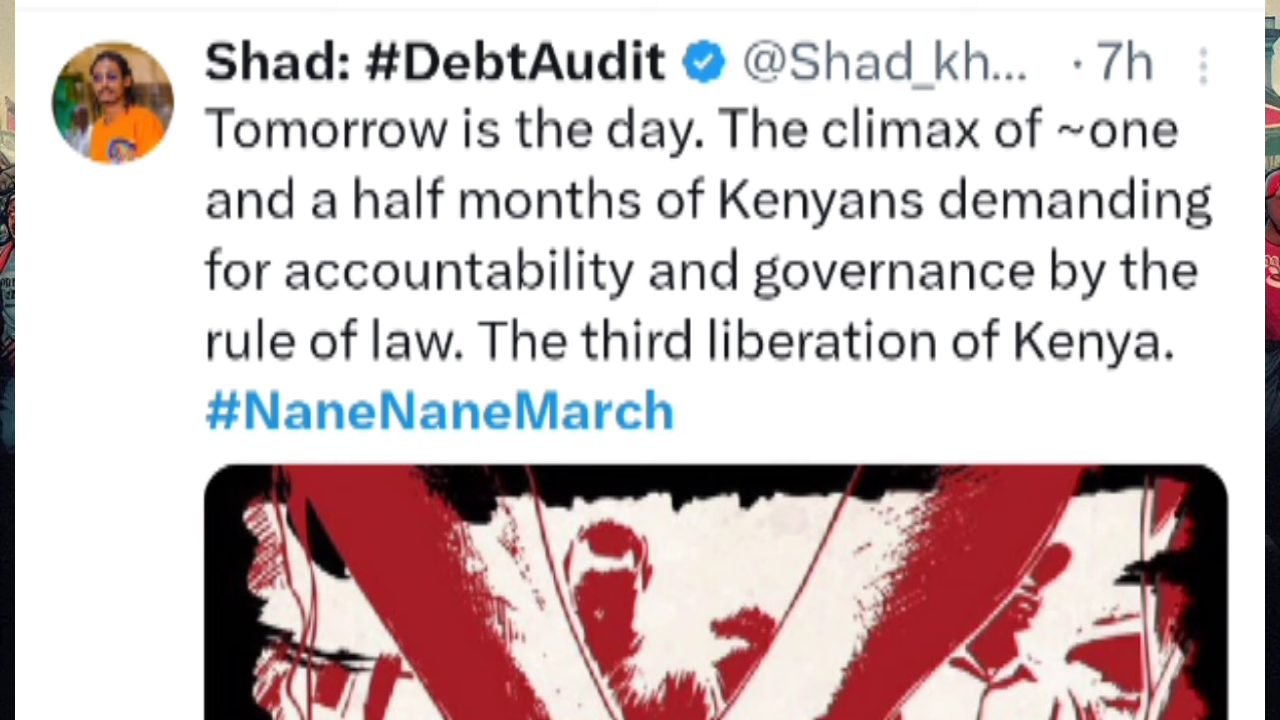 Shad: #DebtAudit @Shad_kh... · 7h
Tomorrow is the day. The climax of ~one
and a half months of Kenyans demanding
for accountability and governance by the
rule of law. The third liberation of Kenya.
#NaneNaneMarch